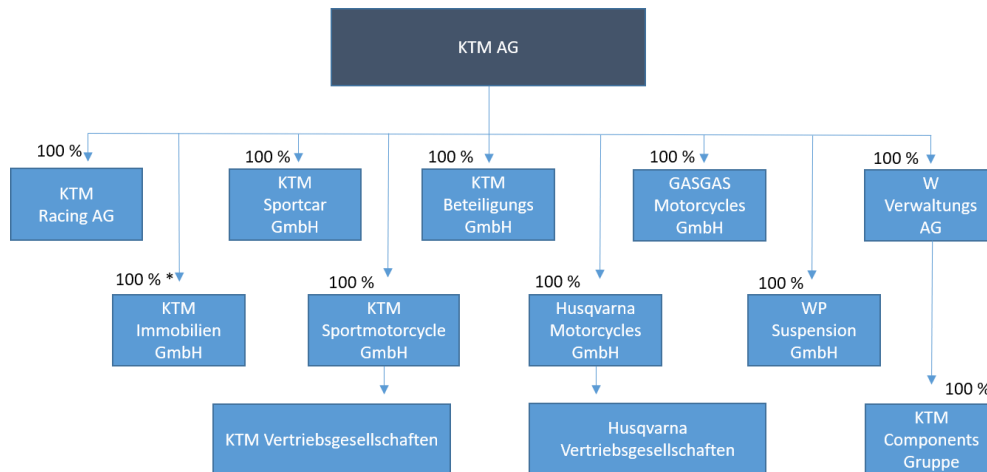 KTM AG
100 %
KTM
Racing AG
100 %
KTM
Sportcar
GmbH
100 %
KTM
Beteiligungs
GmbH
100 %
GASGAS
Motorcycles
GmbH
100 %
W
Verwaltungs
AG
100 % *
KTM
Immobilien
GmbH
100 %
KTM
Sportmotorcycle
GmbH
100 %
Husqvarna
Motorcycles
GmbH
100 %
WP
Suspension
GmbH
KTM Vertriebsgesellschaften
Husqvarna
Vertriebsgesellschaften
100 %
KTM
Components
Gruppe